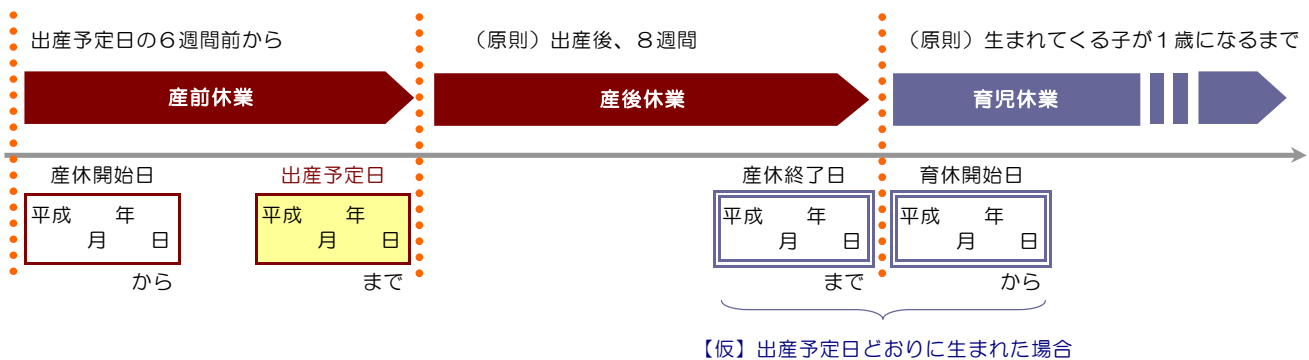 出産予定日の６週間前から
（原則）出産後、８週間
（原則）生まれてくる子が１歳になるまで
産前休業
産後休業
育児休業
産休開始日
出産予定日
産休終了日
育休開始日
平成　　年
月　　日
平成　　年
月　　日
平成　　年
月　　日
平成　　年
月　　日
から
まで
まで
から
【仮】出産予定日どおりに生まれた場合